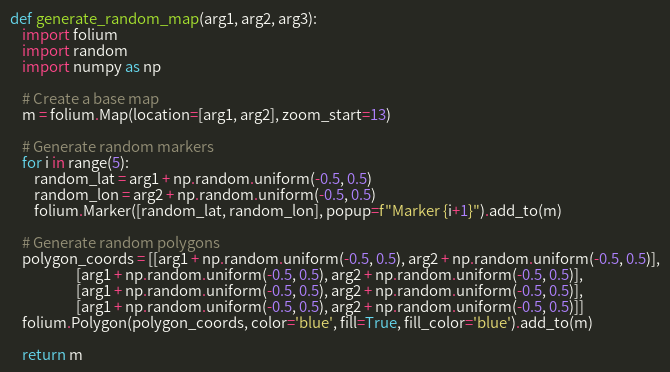 def generate_random_map(arg1, arg2, arg3):
    import folium
    import random
    import numpy as np

    # Create a base map
    m = folium.Map(location=[arg1, arg2], zoom_start=13)

    # Generate random markers
    for i in range(5):
        random_lat = arg1 + np.random.uniform(-0.5, 0.5)
        random_lon = arg2 + np.random.uniform(-0.5, 0.5)
        folium.Marker([random_lat, random_lon], popup=f"Marker {i+1}").add_to(m)

    # Generate random polygons
    polygon_coords = [[arg1 + np.random.uniform(-0.5, 0.5), arg2 + np.random.uniform(-0.5, 0.5)],
                      [arg1 + np.random.uniform(-0.5, 0.5), arg2 + np.random.uniform(-0.5, 0.5)],
                      [arg1 + np.random.uniform(-0.5, 0.5), arg2 + np.random.uniform(-0.5, 0.5)],
                      [arg1 + np.random.uniform(-0.5, 0.5), arg2 + np.random.uniform(-0.5, 0.5)]]
    folium.Polygon(polygon_coords, color='blue', fill=True, fill_color='blue').add_to(m)

    return m